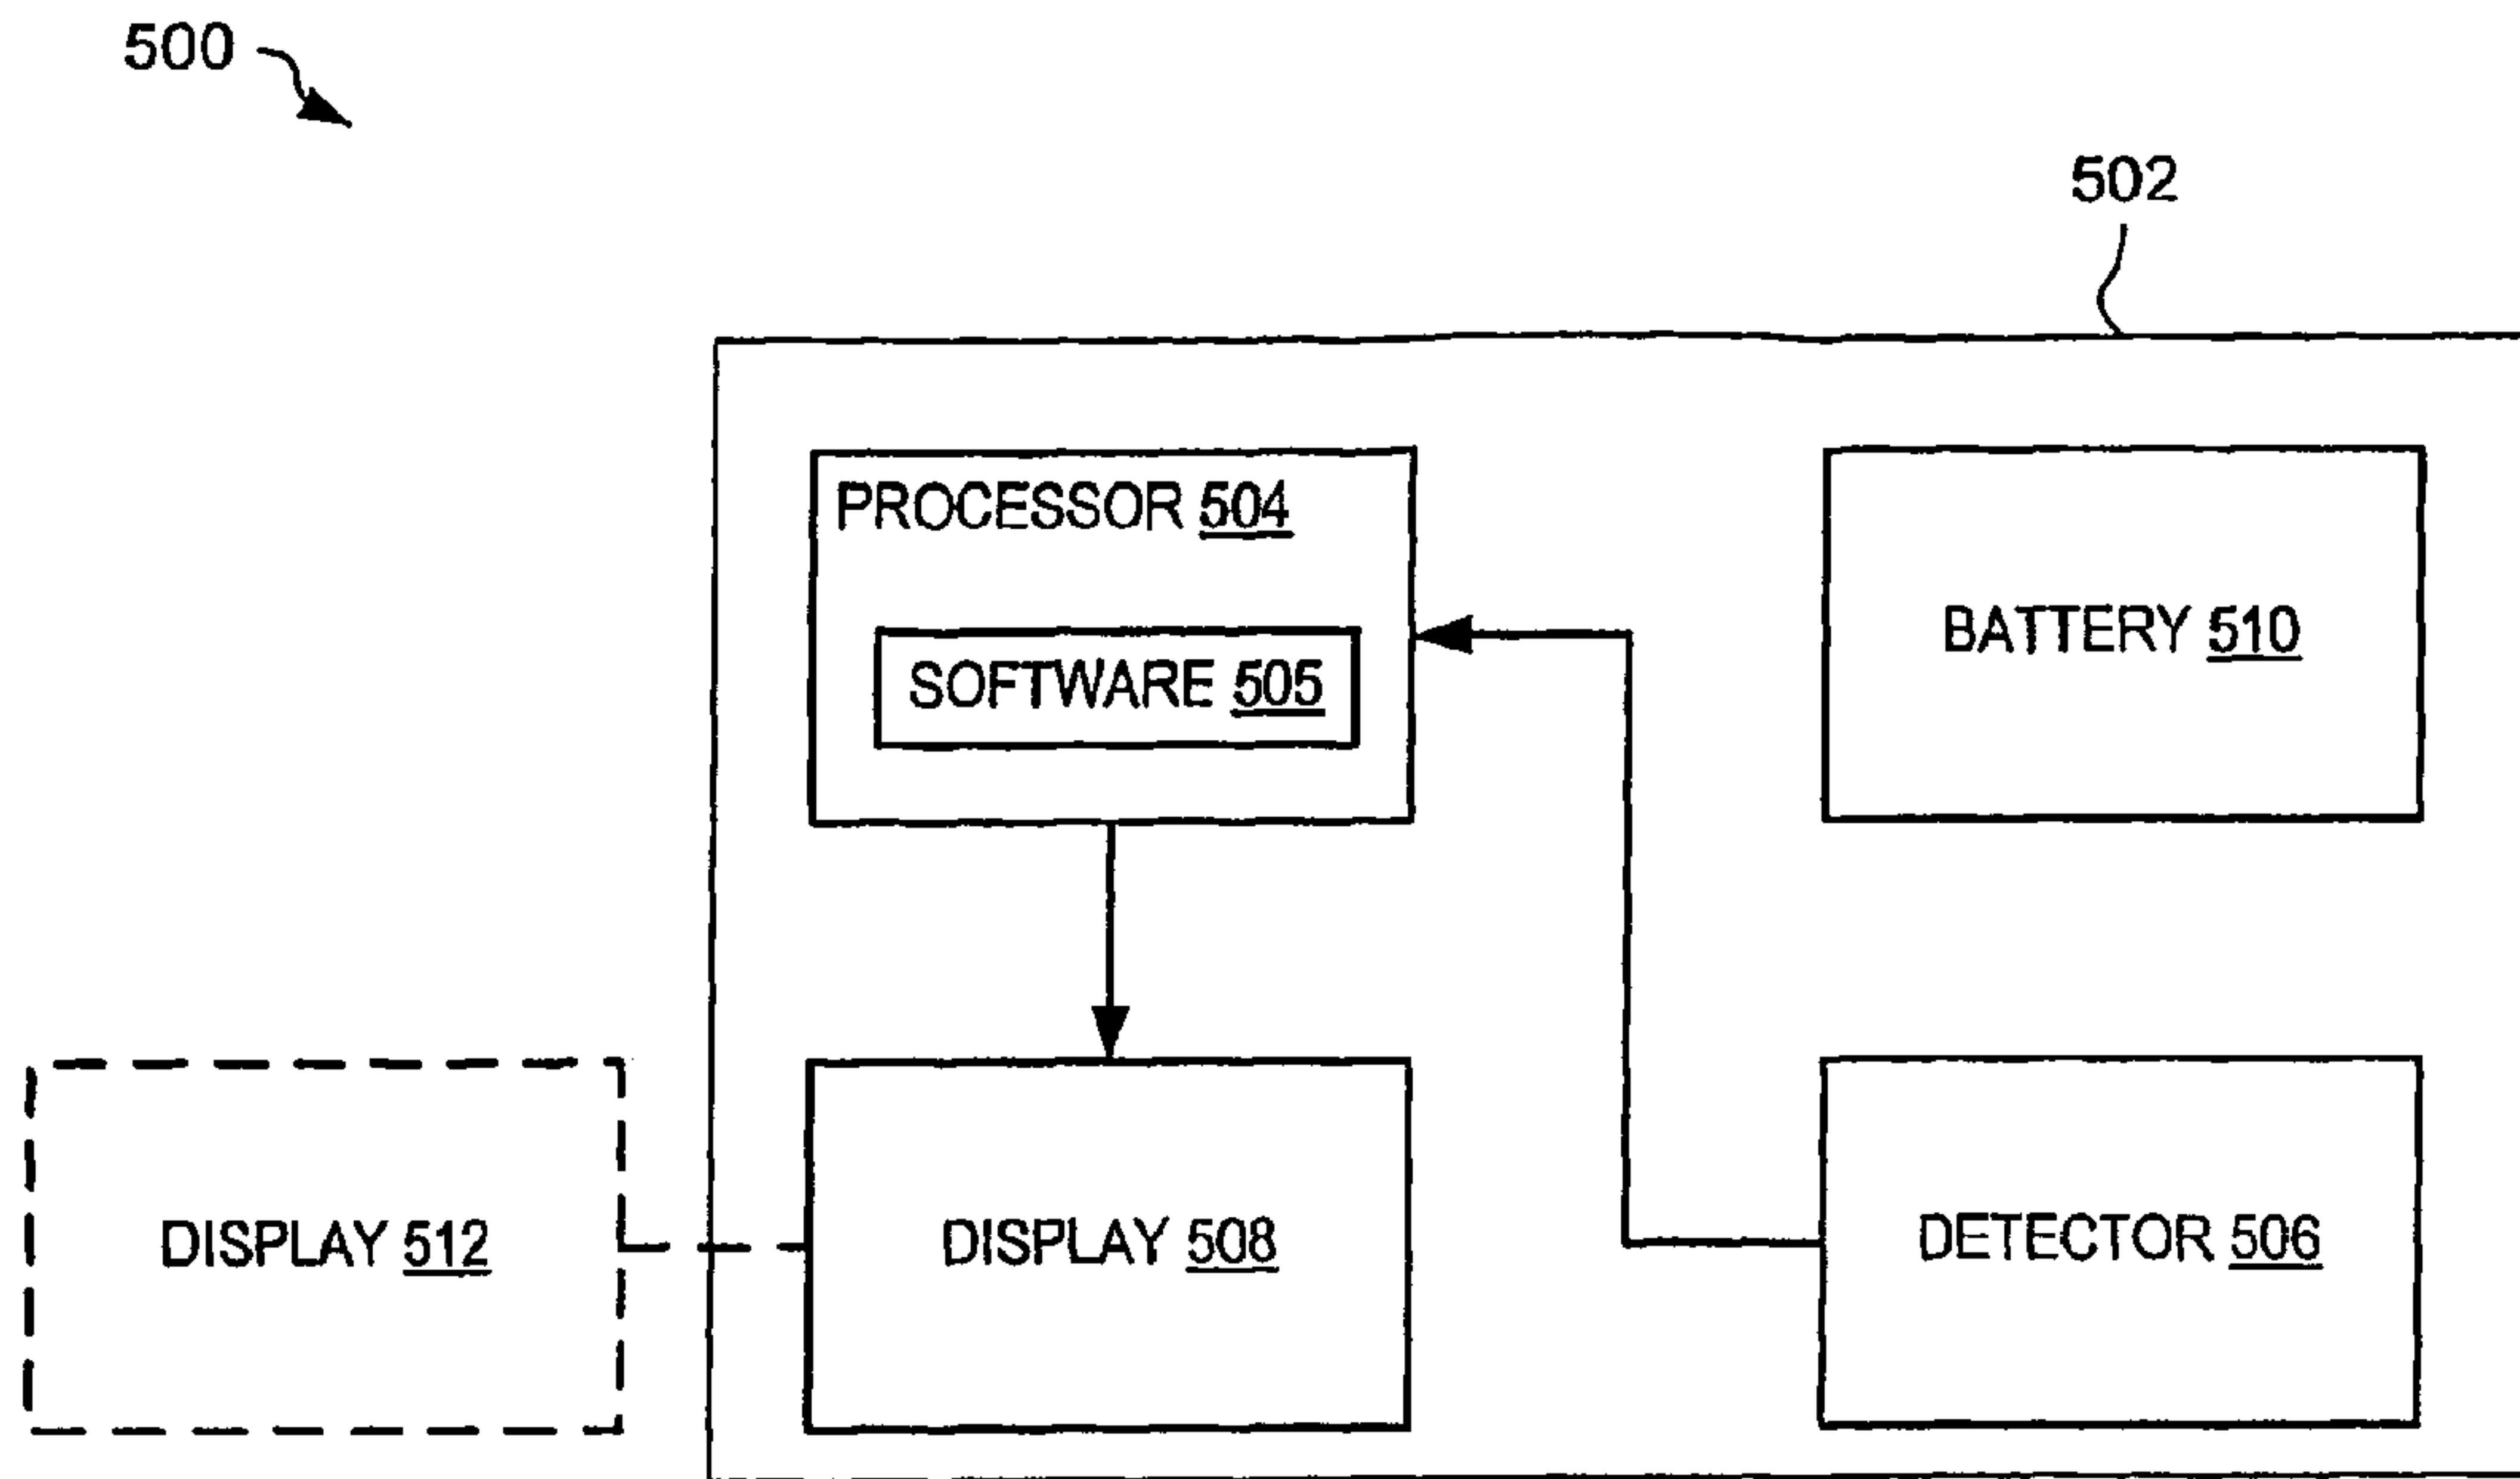 500
502
PROCESSOR 504
SOFTWARE 505
BATTERY 510
DISPLAY 512
DISPLAY 508
DETECTOR 506